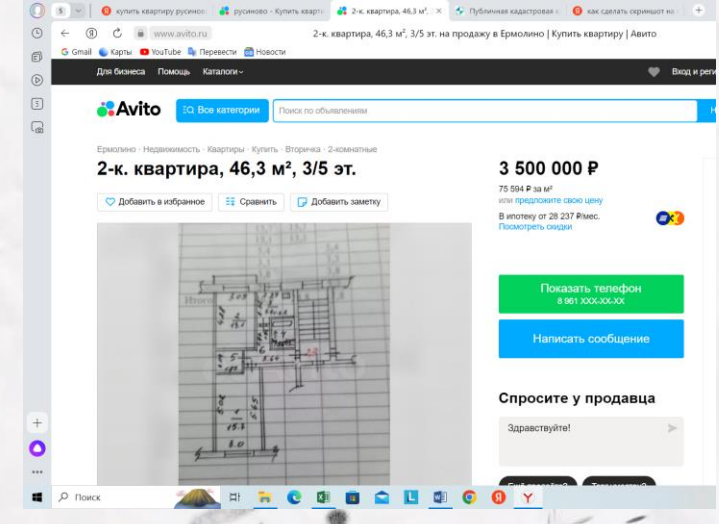 купить квартиру русинов
русиново - Купить кварти
2-к. квартира, 46,3 м²,
Публичная кадастровая к
как сделать скриншот на
www.avito.ru
2-к. квартира, 46,3 м², 3/5 эт. на продажу в Ермолино | Купить квартиру | Авито
Gmail Карты YouTube Перевести Новости
Для бизнеса Помощь Каталоги
Вход и реги
Avito
Все категории
Поиск по объявлениям
Н
Ермолино · Недвижимость · Квартиры · Купить · Вторичка · 2-комнатные
2-к. квартира, 46,3 м², 3/5 эт.
3 500 000 ₽
75 594 ₽ за м²
или предложите свою цену
Добавить в избранное
Сравнить
Добавить заметку
В ипотеку от 28 237 ₽/мес.
Посмотреть скидки
Показать телефон
8 961 XXX-XX-XX
Написать сообщение
Спросите у продавца
Здравствуйте!
Поиск